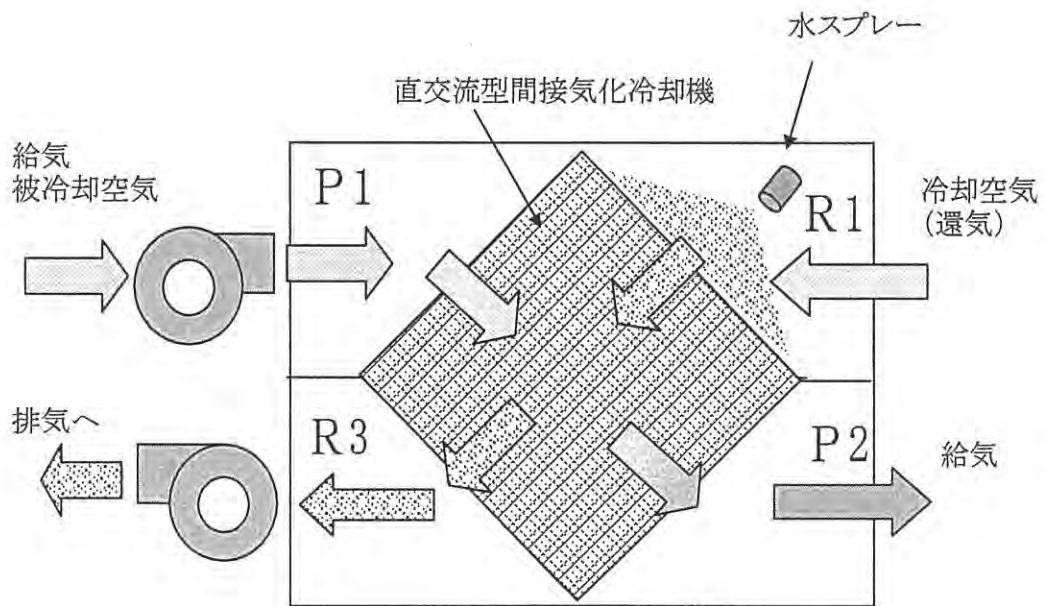 水スプレー
直交流型間接気化冷却機
給気
被冷却空気
P1
R1
冷却空気
(還気)
排気へ
R3
P2
給気